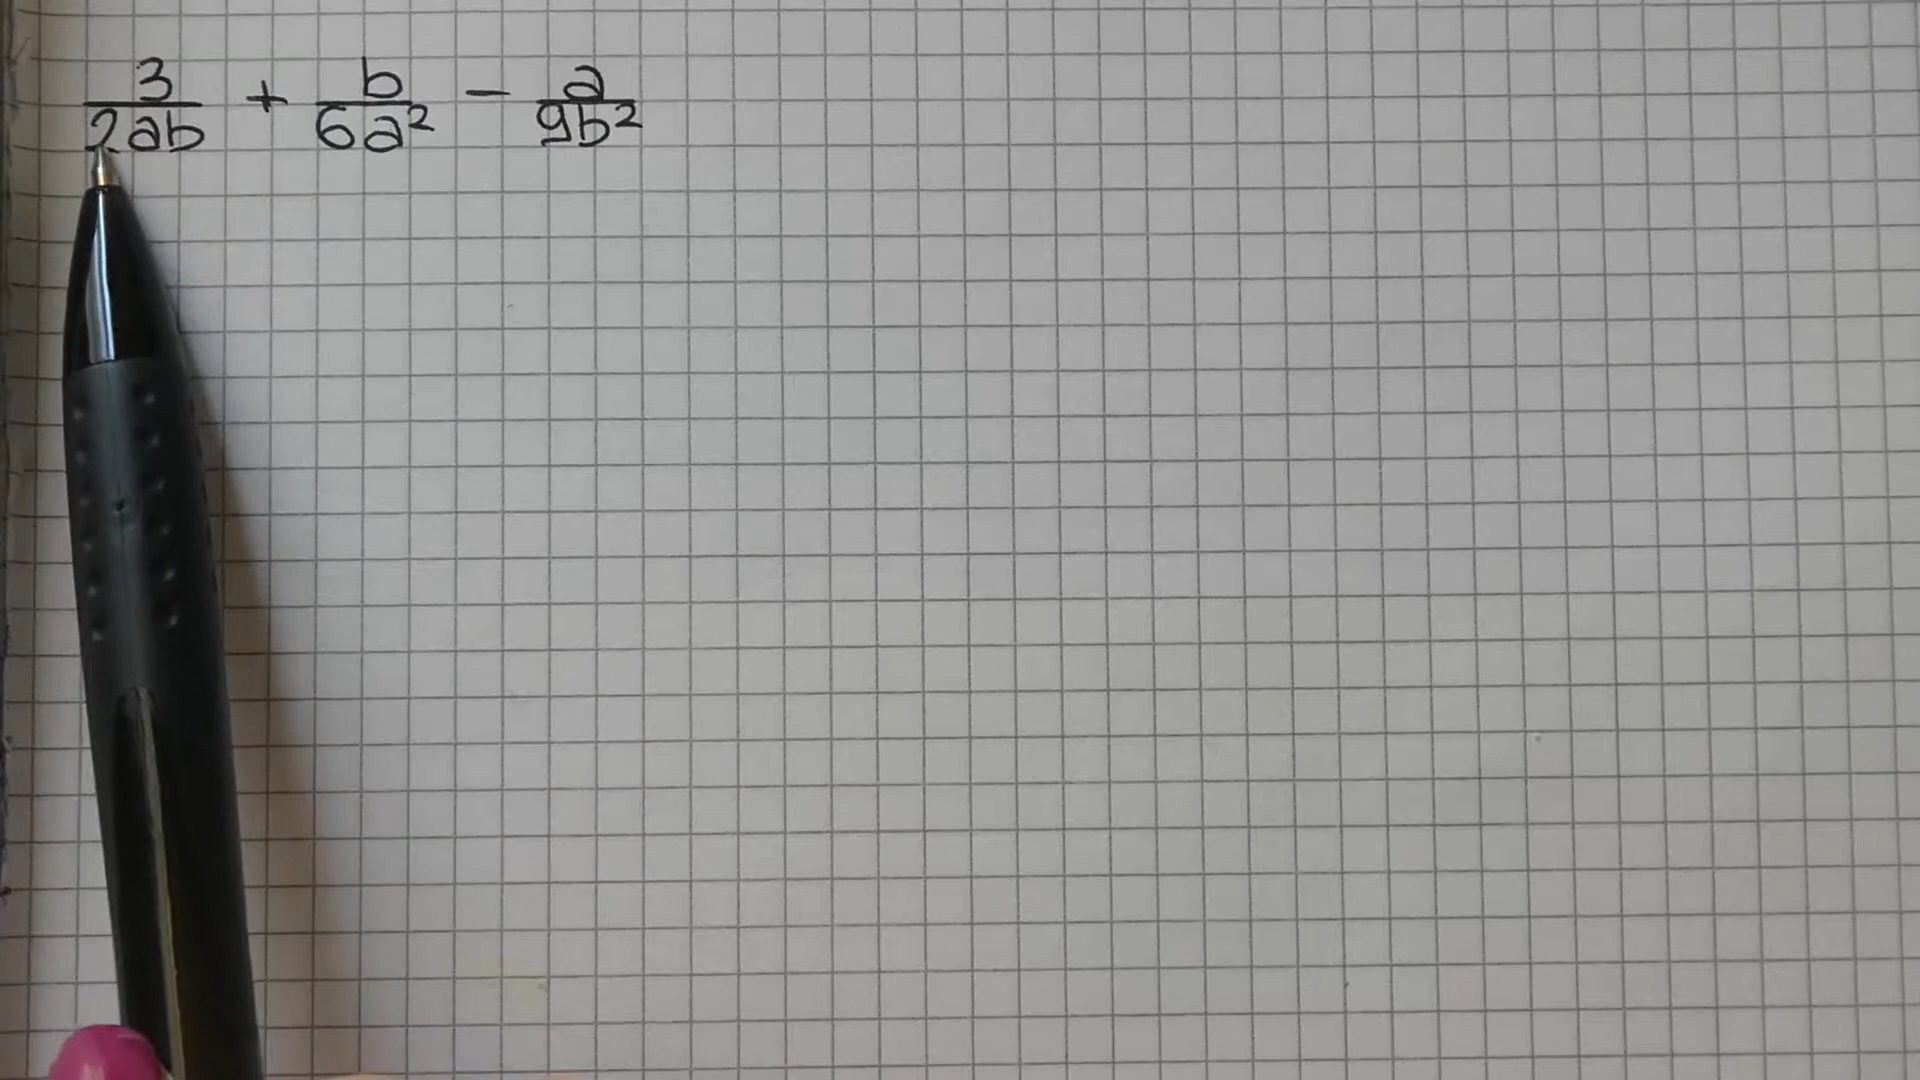 3/2ab + b/6a² - a/9b²